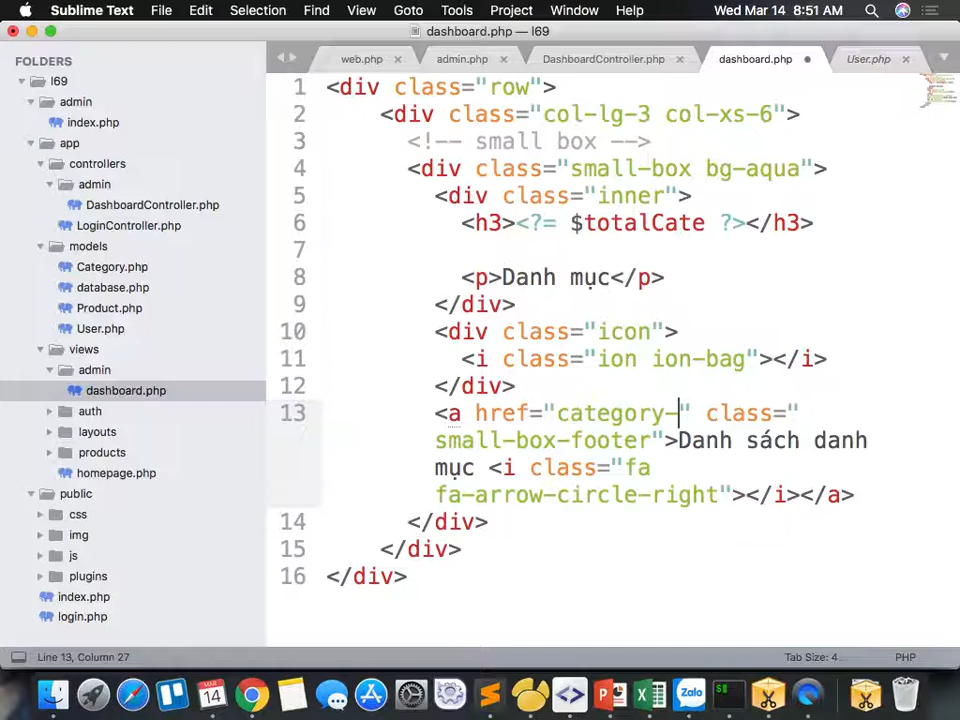 Sublime Text File Edit Selection Find Goto Tools Project Window Help Wed Mar 14 8:51 AM
dashboard.php — l69
web.php × admin.php × DashboardController.php × dashboard.php User.php ×
FOLDERS
l69
admin
index.php
app
controllers
admin
DashboardController.php
LoginController.php
models
Category.php
database.php
Product.php
User.php
views
admin
dashboard.php
auth
layouts
products
homepage.php
public
css
img
js
plugins
index.php
login.php
1 <div class="row">
2 <div class="col-lg-3 col-xs-6">
3 <!-- small box -->
4 <div class="small-box bg-aqua">
5 <div class="inner">
6 <h3><?= $totalCate ?></h3>
7
8 <p>Danh mục</p>
9 </div>
10 <div class="icon">
11 <i class="ion ion-bag"></i>
12 </div>
13 <a href="category-" class="
small-box-footer">Danh sách danh
mục <i class="fa
fa-arrow-circle-right"></i></a>
14 </div>
15 </div>
16 </div>
Line 13, Column 27 Tab Size: 4 PHP
MAR
14
Zalo